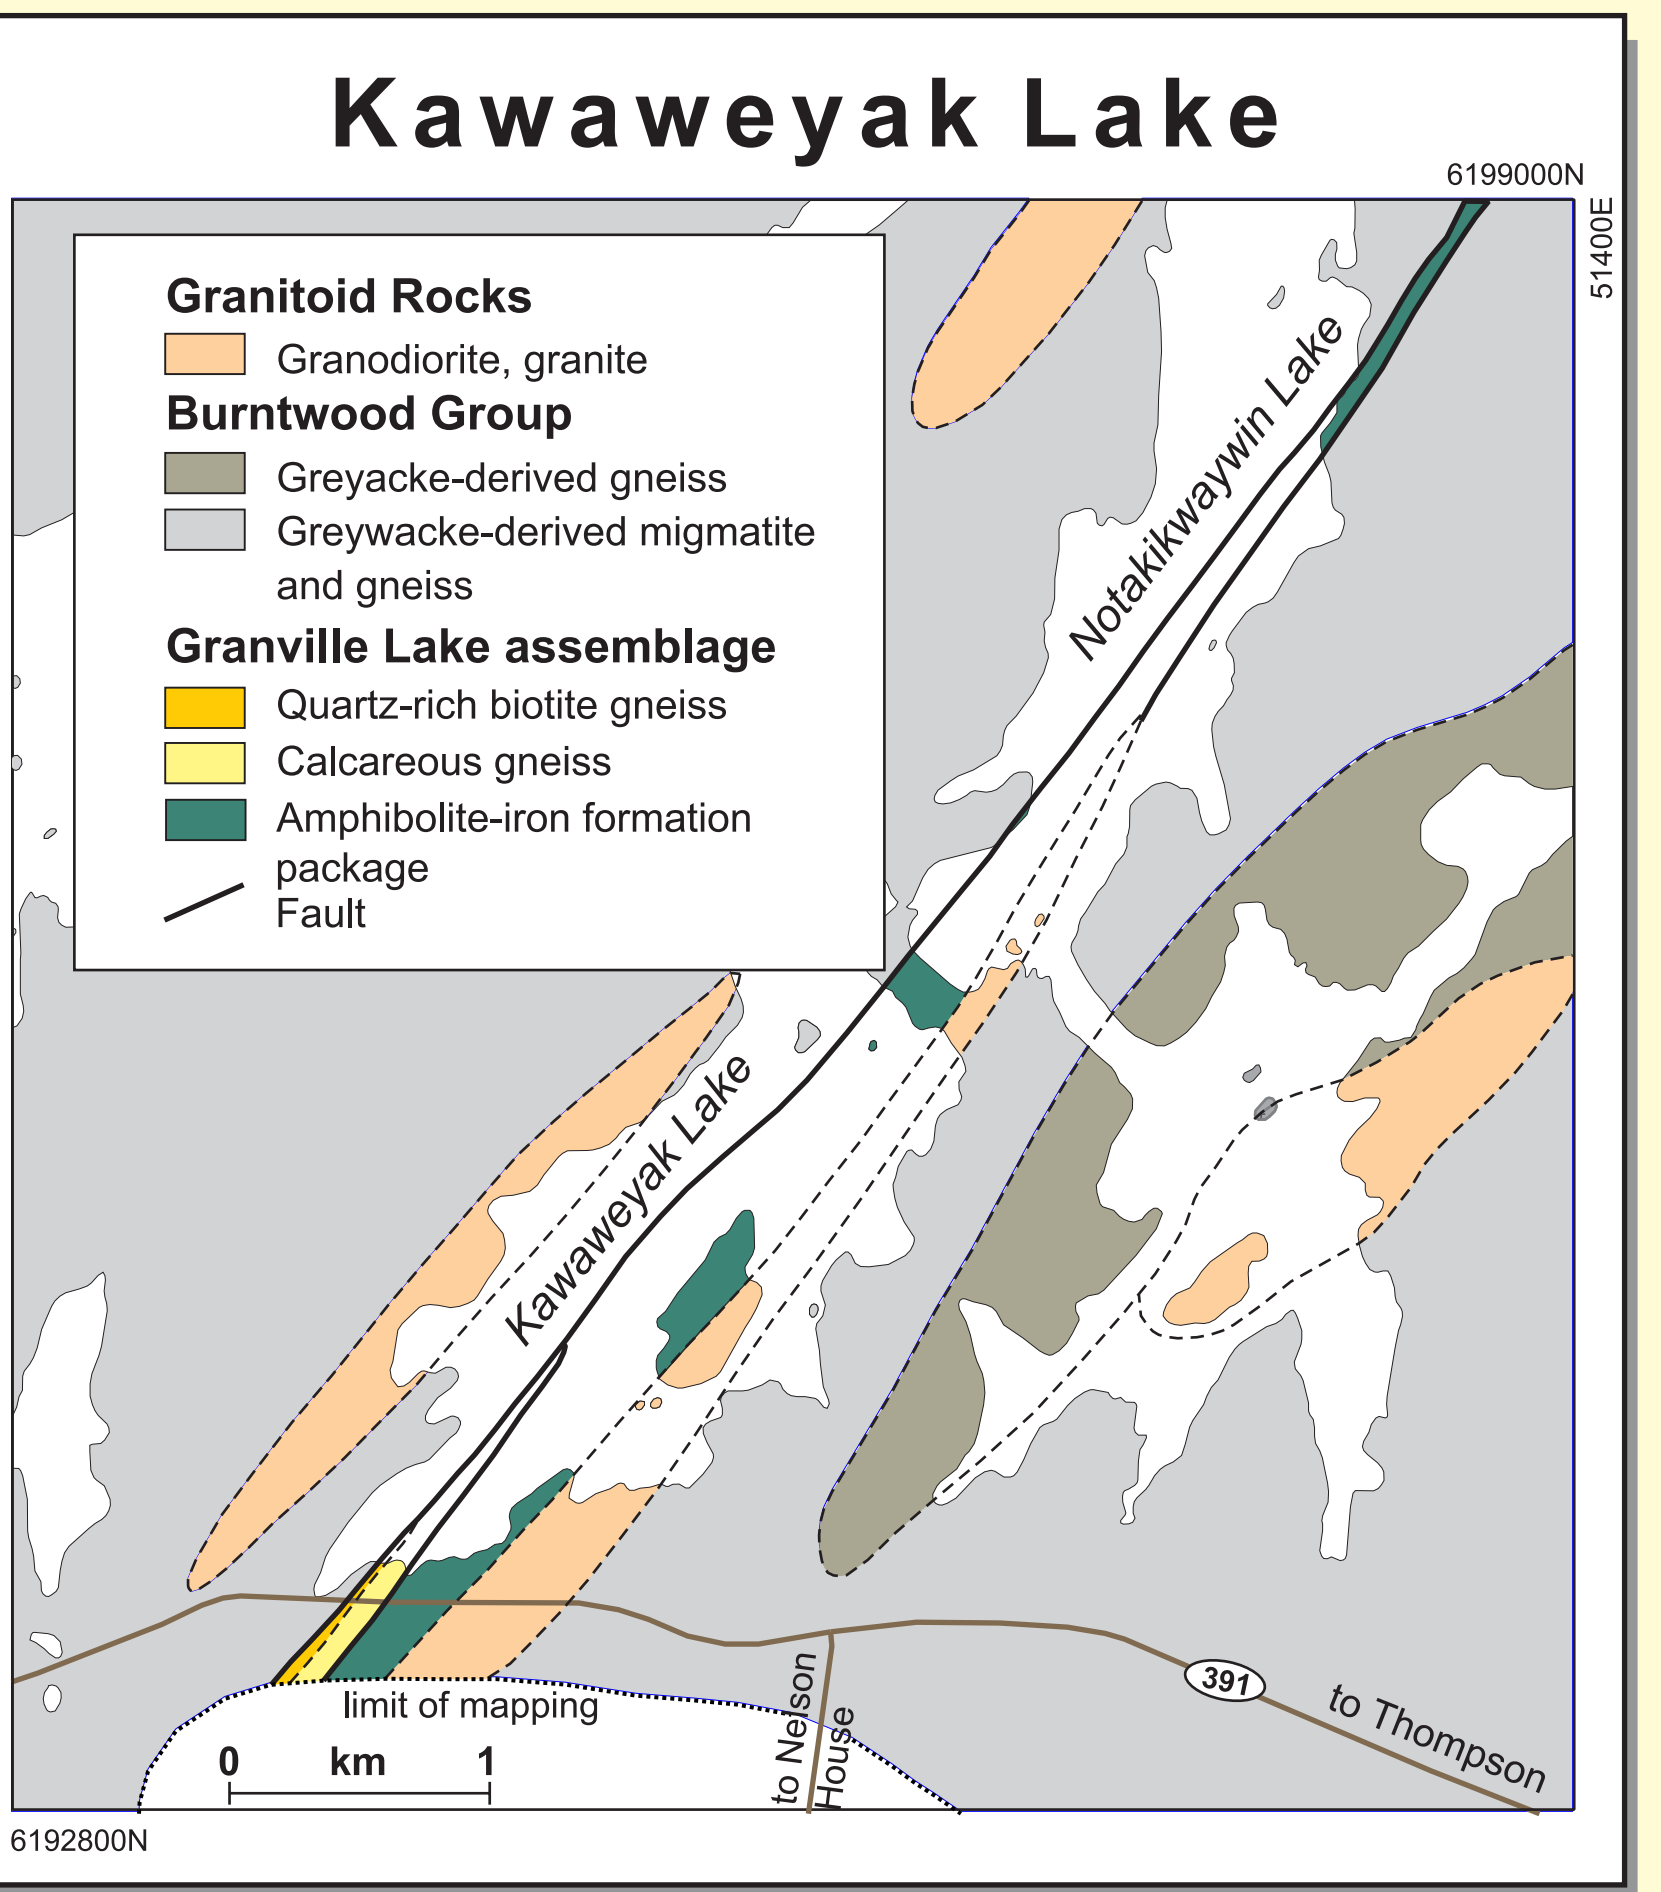 Kawaweyak Lake
6199000N
51400E
Granitoid Rocks
Granodiorite, granite
Burntwood Group
Greyacke-derived gneiss
Greywacke-derived migmatite
and gneiss
Granville Lake assemblage
Quartz-rich biotite gneiss
Calcareous gneiss
Amphibolite-iron formation
package
Fault
Notakikwaywin Lake
Kawaweyak Lake
limit of mapping
0 km 1
to Nelson
House
391
to Thompson
6192800N